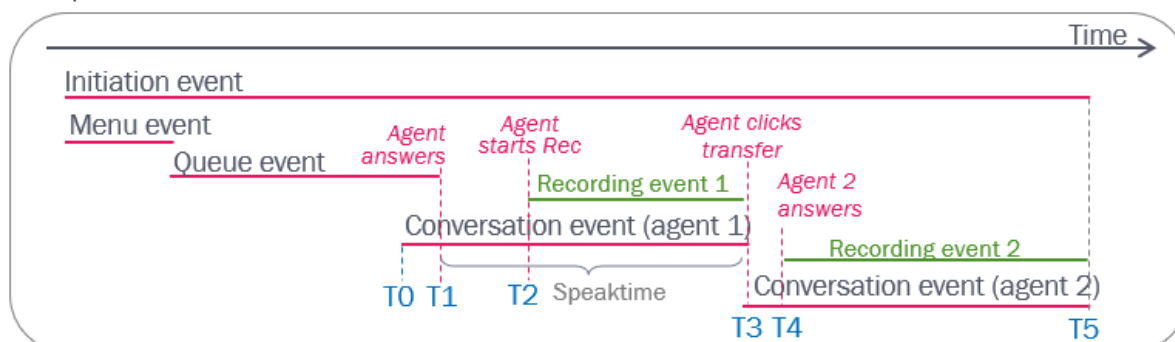 Time
Initiation event
Menu event
Agent
answers
Agent
starts Rec
Agent clicks
transfer
Queue event
Recording event 1
Agent 2
answers
Conversation event (agent 1)
Recording event 2
T0 T1 T2 Speaktime
Conversation event (agent 2)
T3 T4 T5